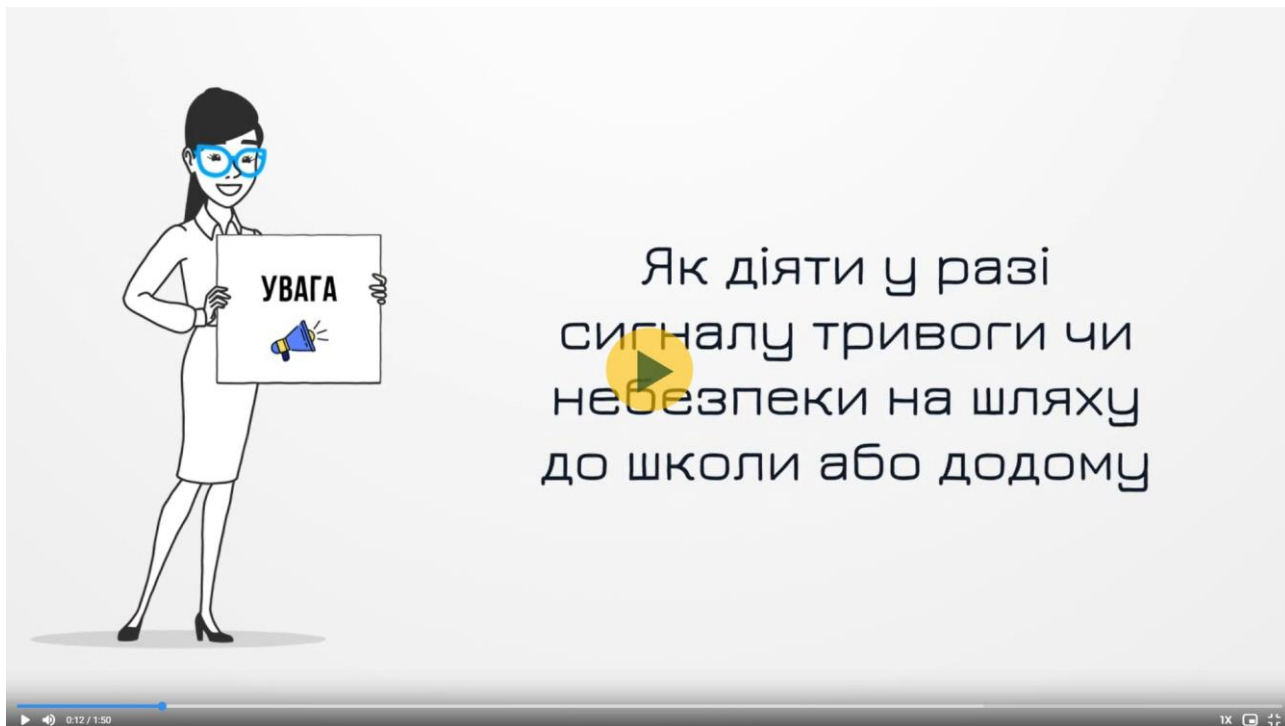 УВАГА
Як діяти у разі
сигналу тривоги чи
небезпеки на шляху
до школи або додому
0:12 / 1:50
1X